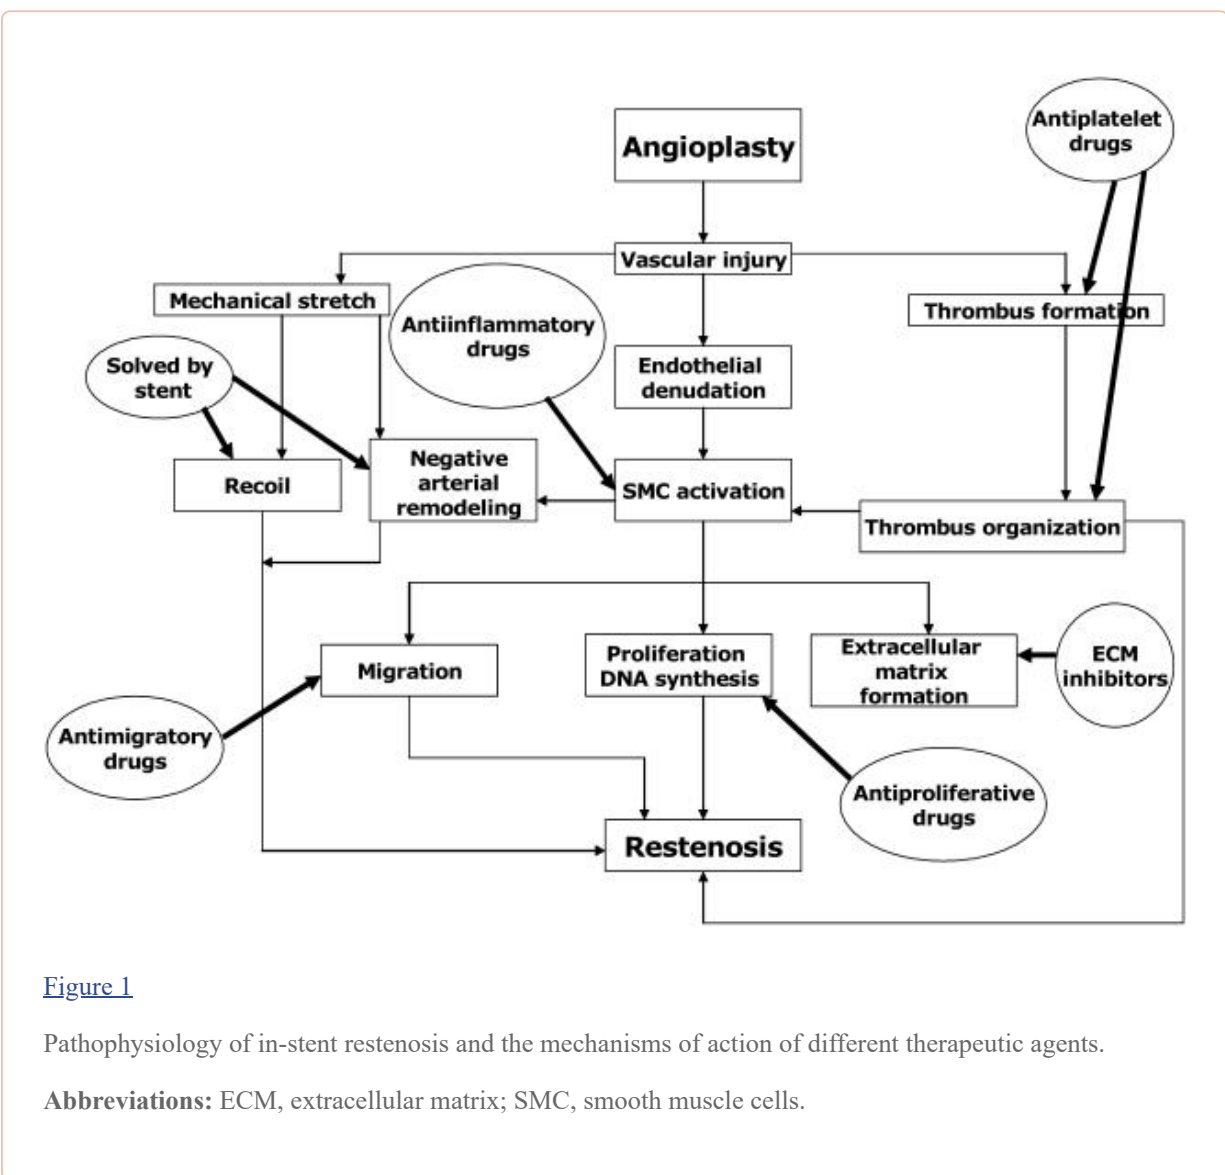 Antiplatelet
drugs
Angioplasty
Vascular injury
Mechanical stretch
Antiinflammatory
drugs
Thrombus formation
Solved by
stent
Endothelial
denudation
Negative
arterial
remodeling
Recoil
SMC activation
Thrombus organization
Migration
Proliferation
DNA synthesis
Extracellular
matrix
formation
ECM
inhibitors
Antimigratory
drugs
Antiproliferative
drugs
Restenosis
Figure 1
Pathophysiology of in-stent restenosis and the mechanisms of action of different therapeutic agents.
Abbreviations: ECM, extracellular matrix; SMC, smooth muscle cells.